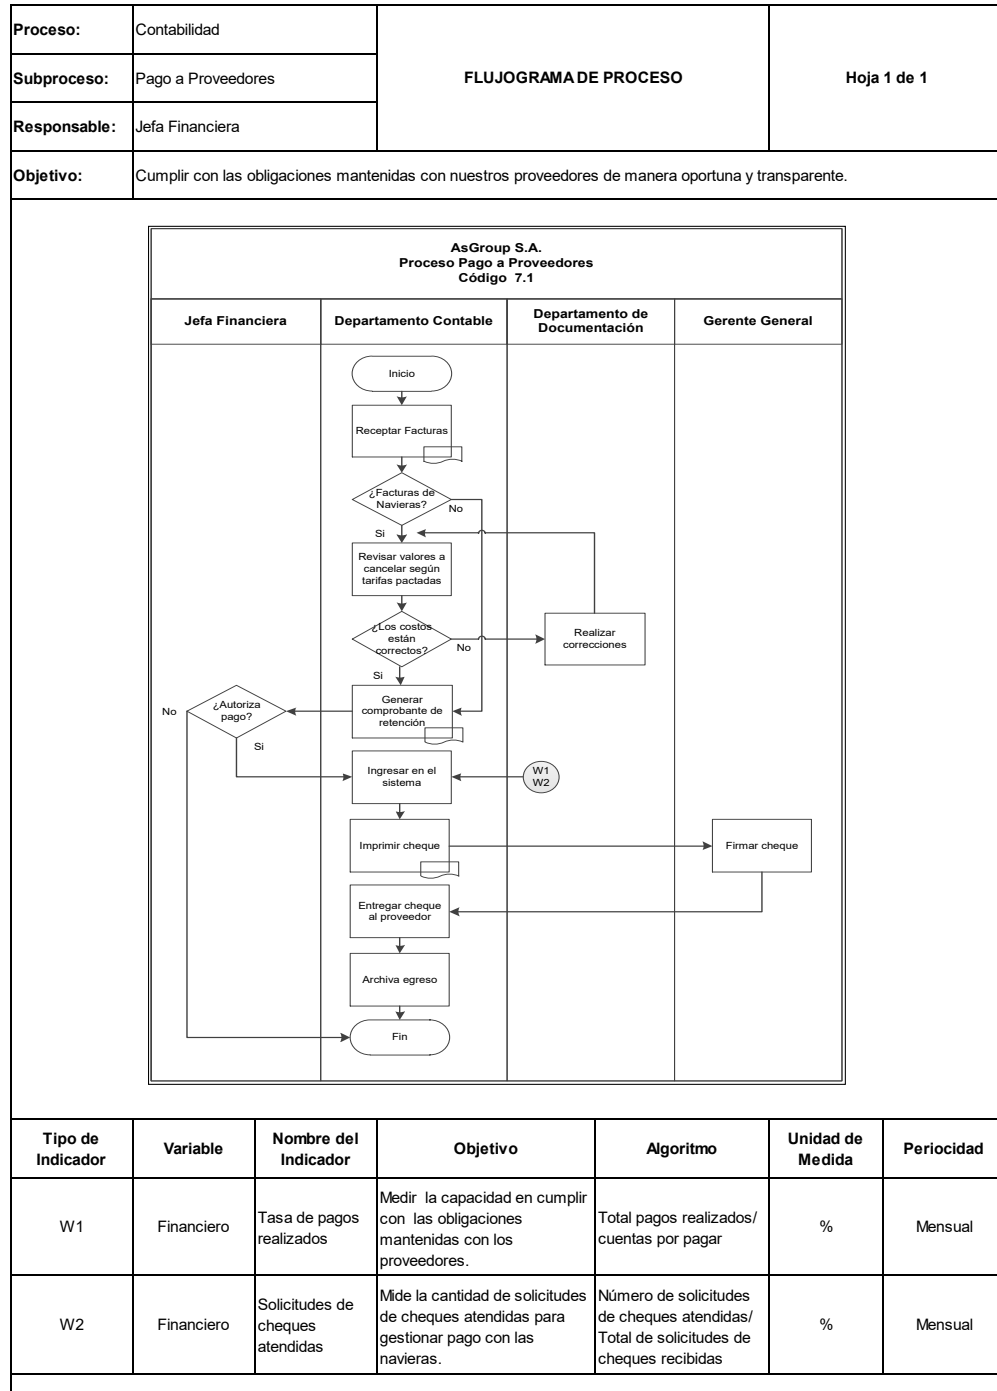 Proceso:
Contabilidad
Subproceso:
Pago a Proveedores
FLUJOGRAMA DE PROCESO
Hoja 1 de 1
Responsable:
Jefa Financiera
Objetivo:
Cumplir con las obligaciones mantenidas con nuestros proveedores de manera oportuna y transparente.
AsGroup S.A.
Proceso Pago a Proveedores
Código 7.1
Jefa Financiera
Departamento Contable
Departamento de
Documentación
Gerente General
Inicio
Receptar Facturas
¿Facturas de
Navieras?
No
Si
Revisar valores a
cancelar según
tarifas pactadas
¿Los costos
están
correctos?
No
Realizar
correcciones
Si
Generar
comprobante de
retención
¿Autoriza
pago?
No
Si
Ingresar en el
sistema
W1
W2
Imprimir cheque
Firmar cheque
Entregar cheque
al proveedor
Archiva egreso
Fin
Tipo de
Indicador
Variable
Nombre del
Indicador
Objetivo
Algoritmo
Unidad de
Medida
Periocidad
W1
Financiero
Tasa de pagos
realizados
Medir la capacidad en cumplir
con las obligaciones
mantenidas con los
proveedores.
Total pagos realizados/
cuentas por pagar
%
Mensual
W2
Financiero
Solicitudes de
cheques
atendidas
Mide la cantidad de solicitudes
de cheques atendidas para
gestionar pago con las
navieras.
Número de solicitudes
de cheques atendidas/
Total de solicitudes de
cheques recibidas
%
Mensual